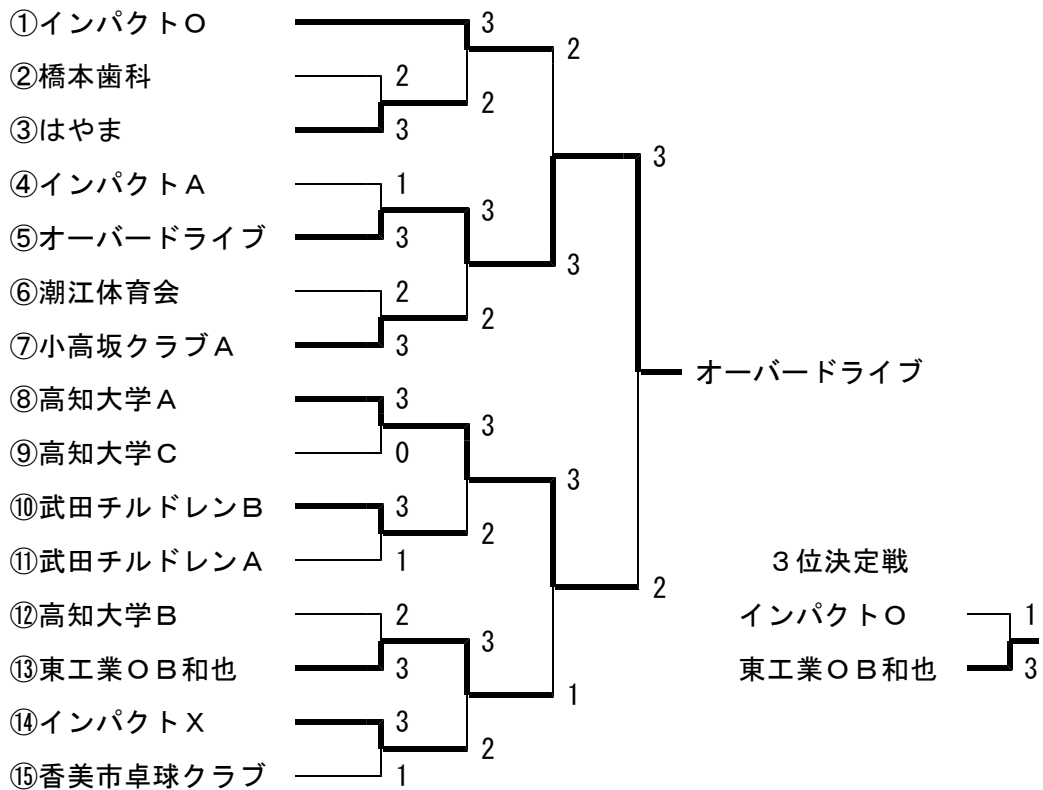 ①インパクトO 3
2
②橋本歯科 2
2
③はやま 3
3
④インパクトA 1
3
⑤オーバードライブ 3
3
⑥潮江体育会 2
2
⑦小高坂クラブA 3
オーバードライブ
⑧高知大学A 3
3
⑨高知大学C 0
3
⑩武田チルドレンB 3
2
⑪武田チルドレンA 1
3位決定戦
2
⑫高知大学B 2
インパクトO 1
3
⑬東工業OB和也 3
東工業OB和也 3
1
⑭インパクトX 3
2
⑮香美市卓球クラブ 1